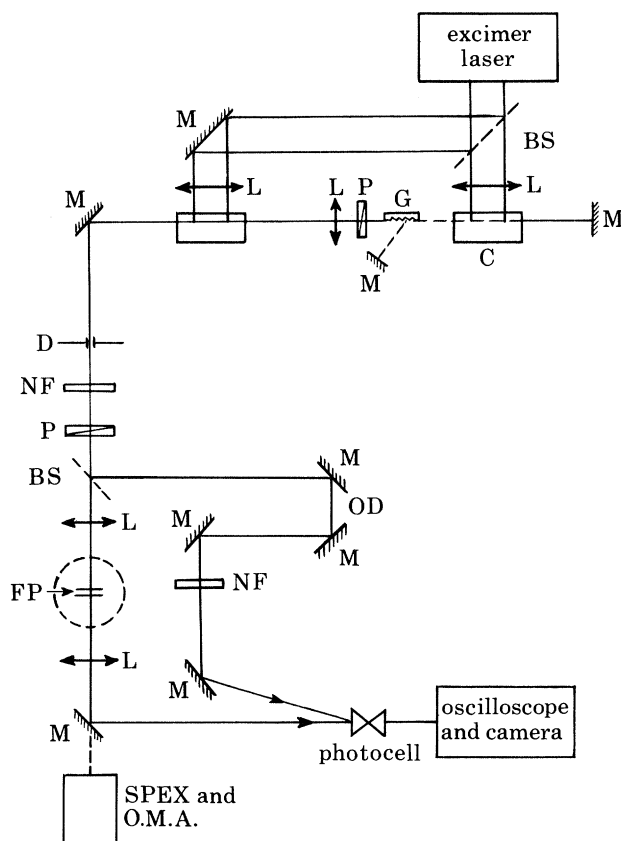 excimer
laser
M
BS
L
L
P
G
L
M
M
M
C
D
NF
P
BS
M
OD
L
M
M
FP
NF
L
M
M
photocell
oscilloscope
and camera
SPEX and
O.M.A.